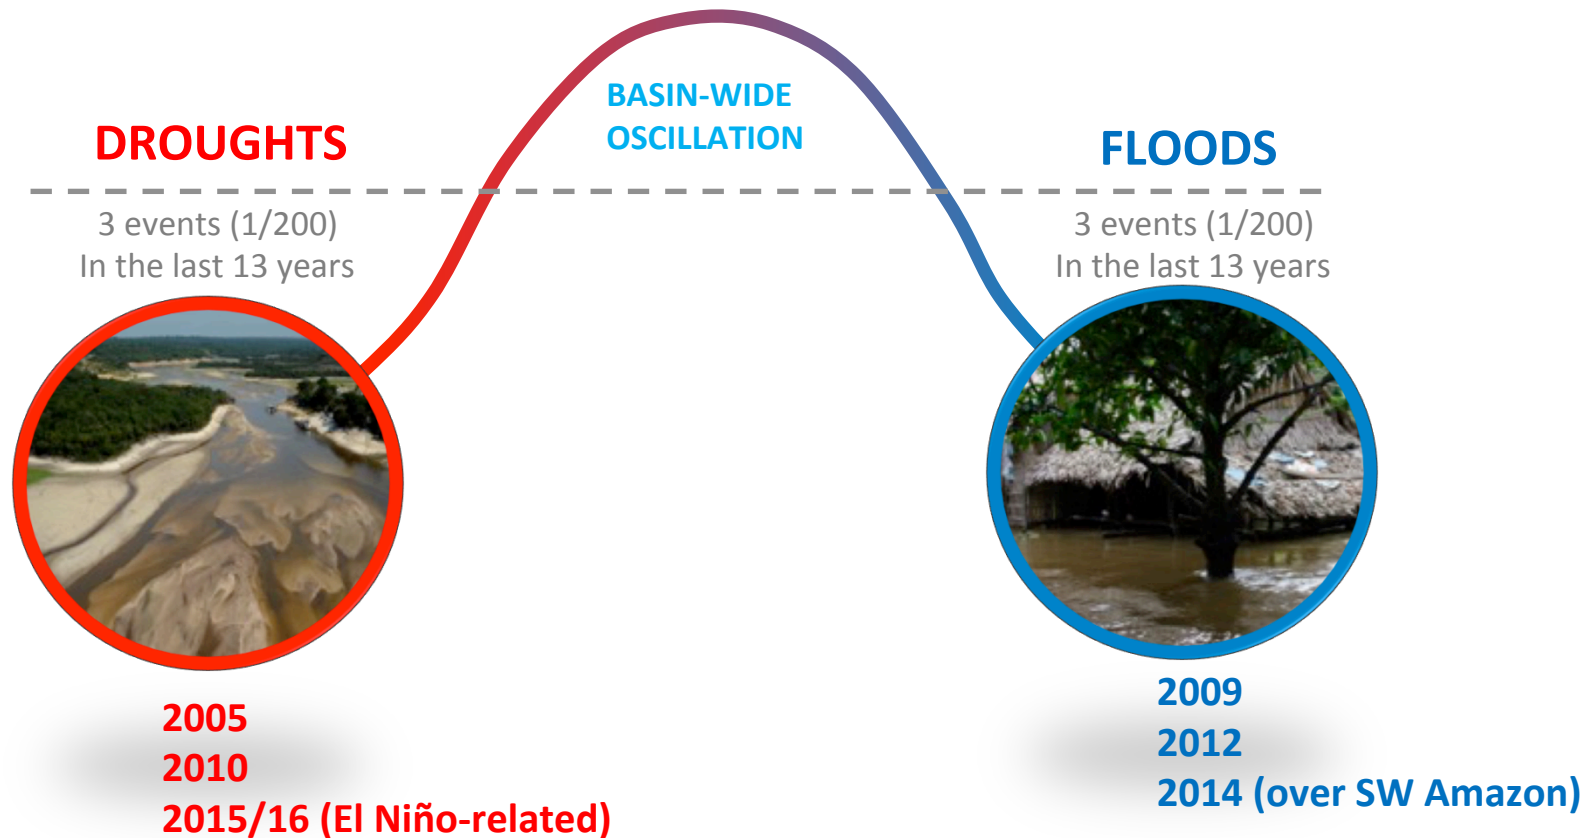 BASIN-WIDE
OSCILLATION
DROUGHTS
3 events (1/200)
In the last 13 years
2005
2010
2015/16 (El Niño-related)
FLOODS
3 events (1/200)
In the last 13 years
2009
2012
2014 (over SW Amazon)